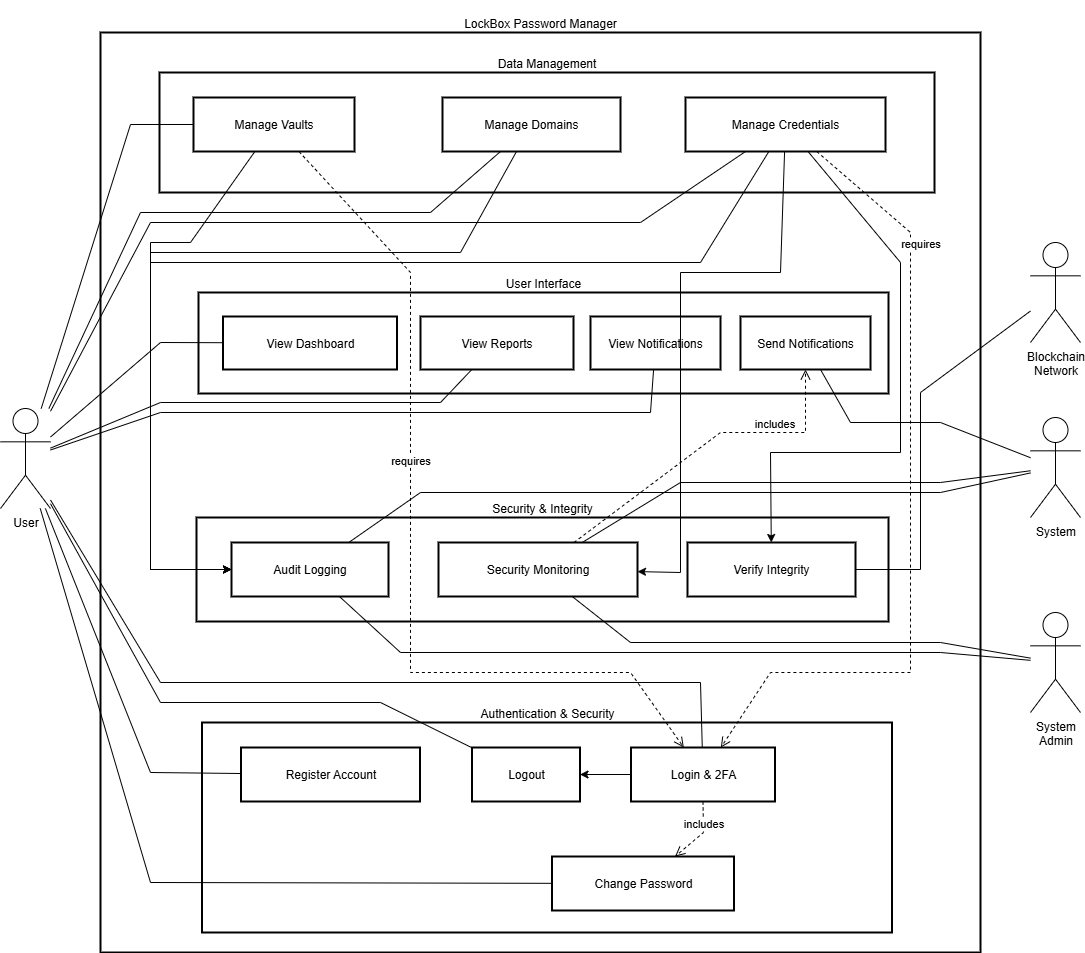 LockBox Password Manager
Data Management
Manage Vaults
Manage Domains
Manage Credentials
requires
User Interface
View Dashboard
View Reports
View Notifications
Send Notifications
Blockchain
Network
includes
requires
User
System
Security & Integrity
Audit Logging
Security Monitoring
Verify Integrity
System
Admin
Authentication & Security
Register Account
Logout
Login & 2FA
includes
Change Password